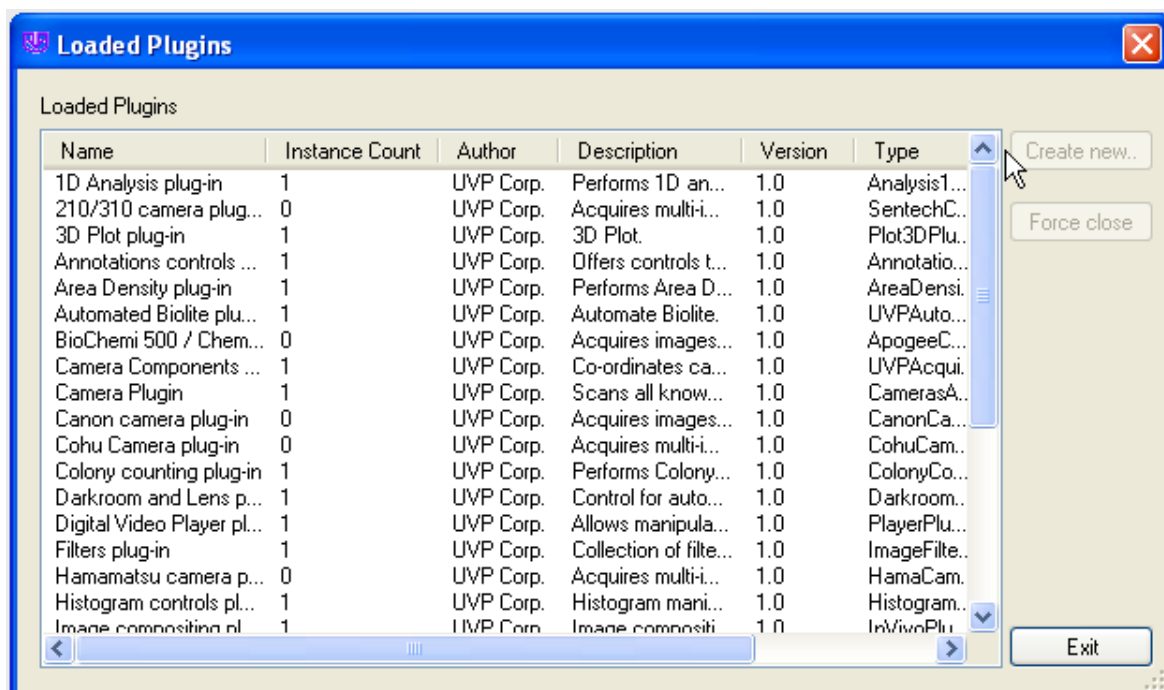 Loaded Plugins
Loaded Plugins
Name Instance Count Author Description Version Type
Create new..
1D Analysis plug-in 1 UVP Corp. Performs 1D an... 1.0 Analysis1...
210/310 camera plug... 0 UVP Corp. Acquires multi-i... 1.0 SentechC...
Force close
3D Plot plug-in 1 UVP Corp. 3D Plot. 1.0 Plot3DPlu...
Annotations controls ... 1 UVP Corp. Offers controls t... 1.0 Annotatio...
Area Density plug-in 1 UVP Corp. Performs Area D... 1.0 AreaDensi.
Automated Biolite plu... 1 UVP Corp. Automate Biolite. 1.0 UVPAuto...
BioChemi 500 / Chem... 0 UVP Corp. Acquires images... 1.0 ApogeeC...
Camera Components ... 1 UVP Corp. Co-ordinates ca... 1.0 UVPAcqui.
Camera Plugin 1 UVP Corp. Scans all know... 1.0 CamerasA..
Canon camera plug-in 0 UVP Corp. Acquires images... 1.0 CanonCa...
Cohu Camera plug-in 0 UVP Corp. Acquires multi-i... 1.0 CohuCam..
Colony counting plug-in 1 UVP Corp. Performs Colony... 1.0 ColonyCo...
Darkroom and Lens p... 1 UVP Corp. Control for auto... 1.0 Darkroom..
Digital Video Player pl... 1 UVP Corp. Allows manipula... 1.0 PlayerPlu...
Filters plug-in 1 UVP Corp. Collection of filte... 1.0 ImageFilte..
Hamamatsu camera p... 0 UVP Corp. Acquires multi-i... 1.0 HamaCam.
Histogram controls pl... 1 UVP Corp. Histogram mani... 1.0 Histogram..
Image compositing pl... 1 UVP Corp. Image compositi... 1.0 InVivoPlu...
Exit